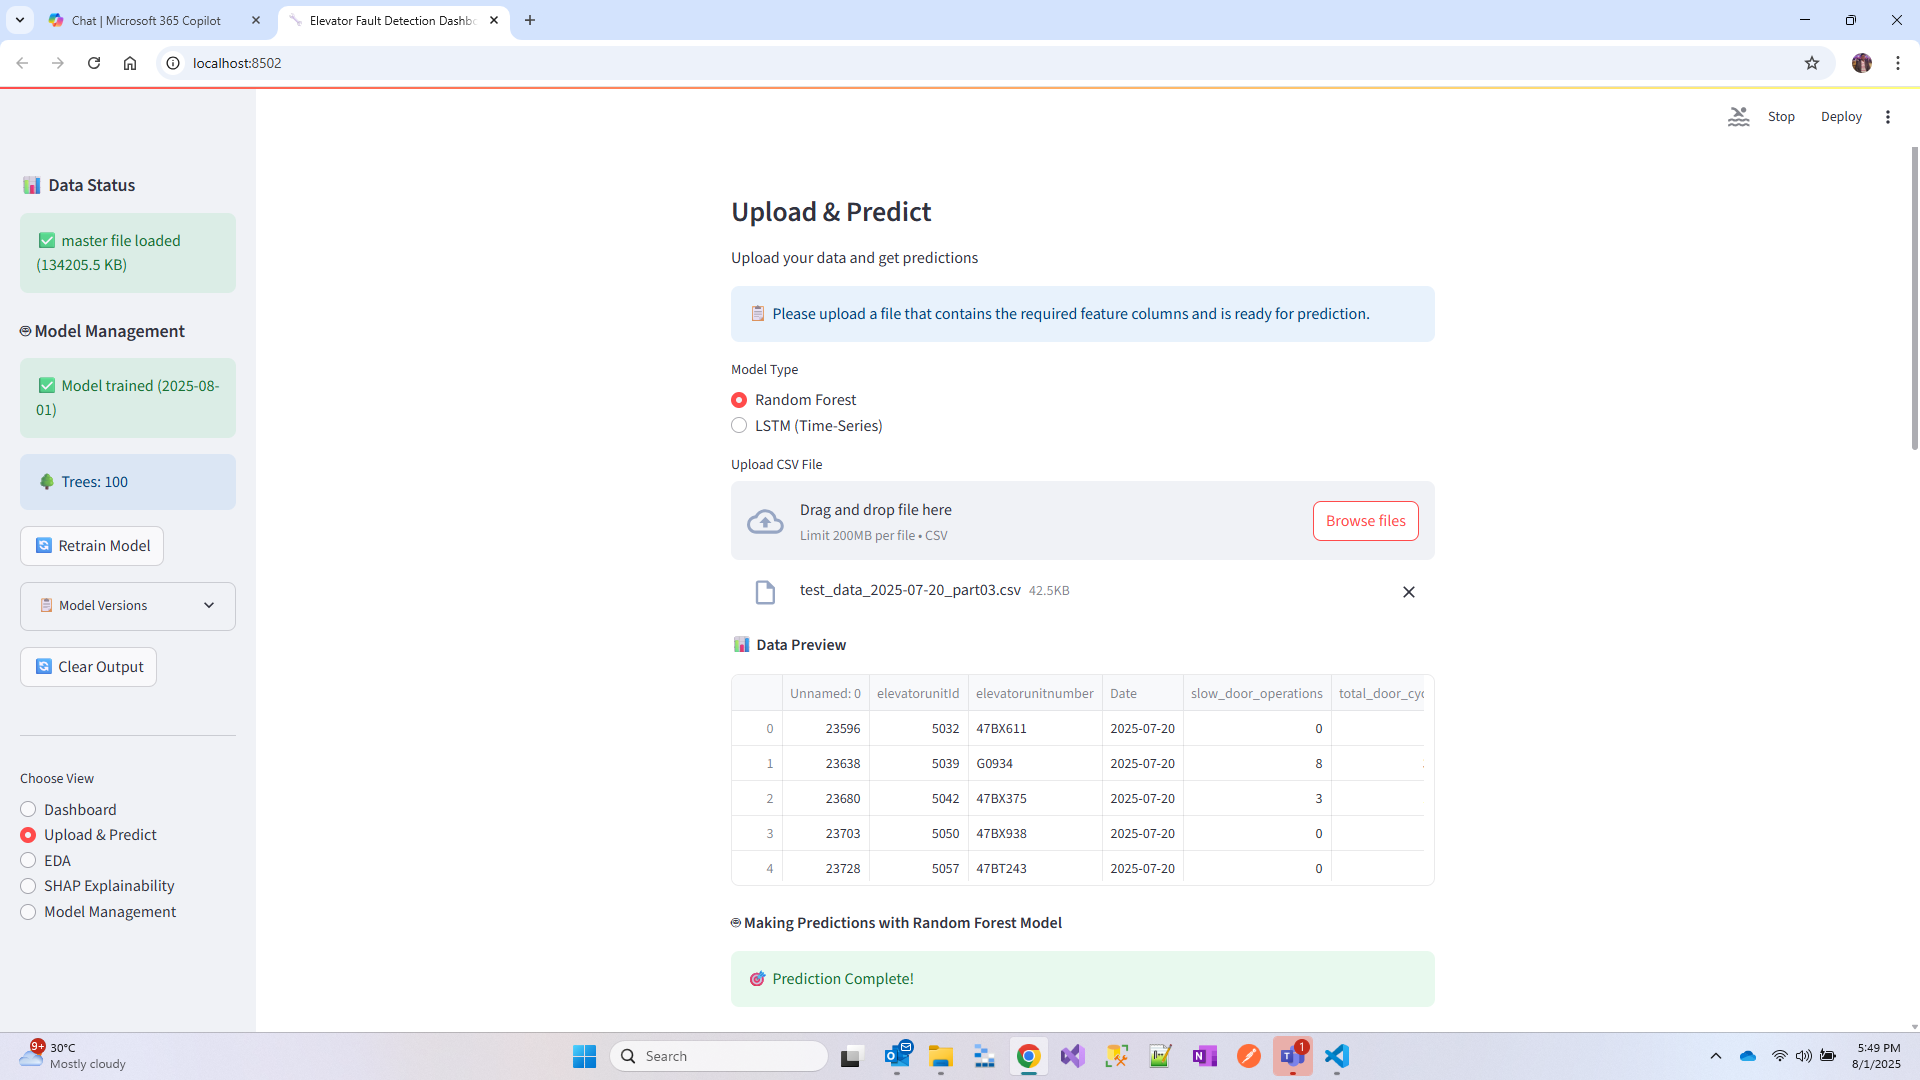 Chat | Microsoft 365 Copilot
Elevator Fault Detection Dashb
localhost:8502
Stop
Deploy
Data Status
master file loaded
(134205.5 KB)
Model Management
Model trained (2025-08-
01)
Trees: 100
Retrain Model
Model Versions
Clear Output
Choose View
Dashboard
Upload & Predict
EDA
SHAP Explainability
Model Management
Upload & Predict
Upload your data and get predictions
Please upload a file that contains the required feature columns and is ready for prediction.
Model Type
Random Forest
LSTM (Time-Series)
Upload CSV File
Drag and drop file here
Limit 200MB per file • CSV
Browse files
test_data_2025-07-20_part03.csv 42.5KB
Data Preview
Unnamed: 0 elevatorunitId elevatorunitnumber Date slow_door_operations total_door_cyc
0 23596 5032 47BX611 2025-07-20 0
1 23638 5039 G0934 2025-07-20 8
2 23680 5042 47BX375 2025-07-20 3
3 23703 5050 47BX938 2025-07-20 0
4 23728 5057 47BT243 2025-07-20 0
Making Predictions with Random Forest Model
Prediction Complete!
9+
30°C
Mostly cloudy
Search
1
5:49 PM
8/1/2025